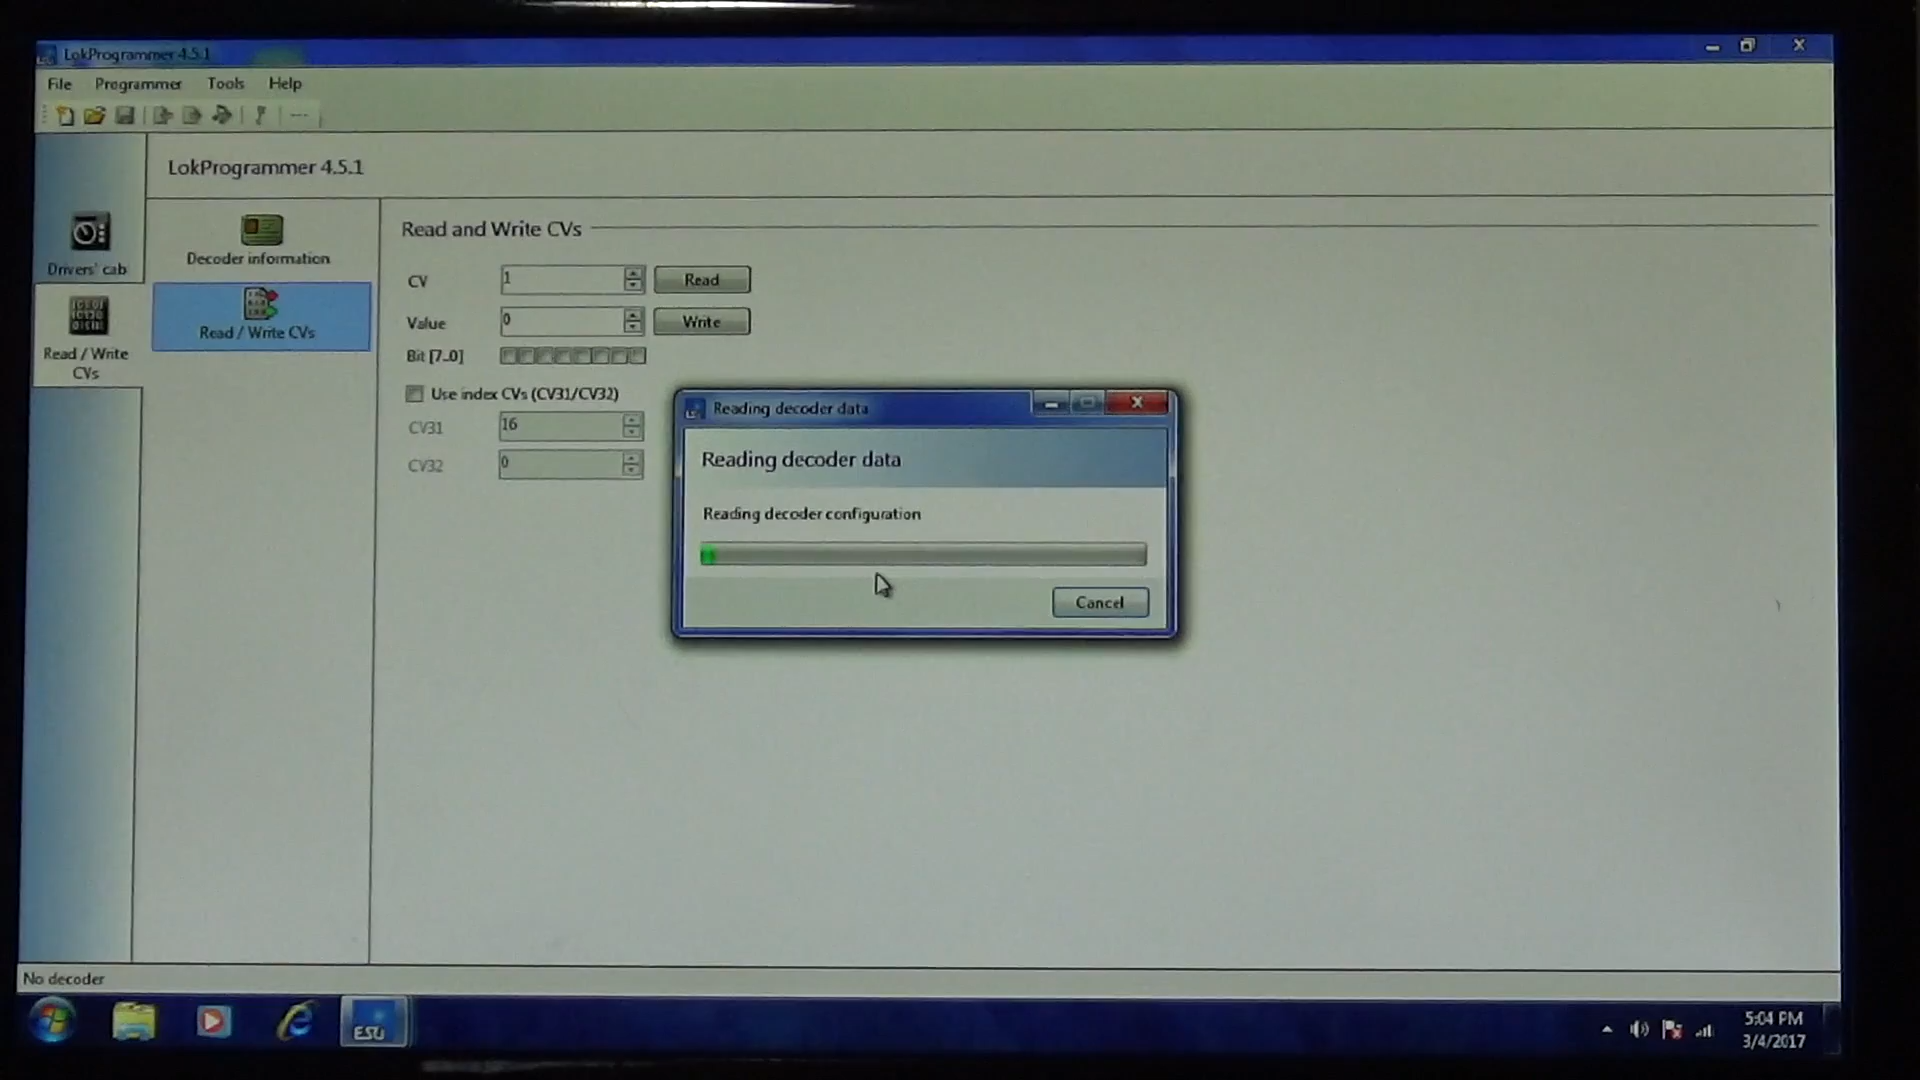 LokProgrammer 4.5.1
File Programmer Tools Help
LokProgrammer 4.5.1
Drivers' cab
Read / Write
CVs
Decoder information
Read / Write CVs
Read and Write CVs
CV 1 Read
Value 0 Write
Bit [7..0]
Use index CVs (CV31/CV32)
CV31 16
CV32 0
Reading decoder data
Reading decoder data
Reading decoder configuration
Cancel
No decoder
ESU
5:04 PM
3/4/2017